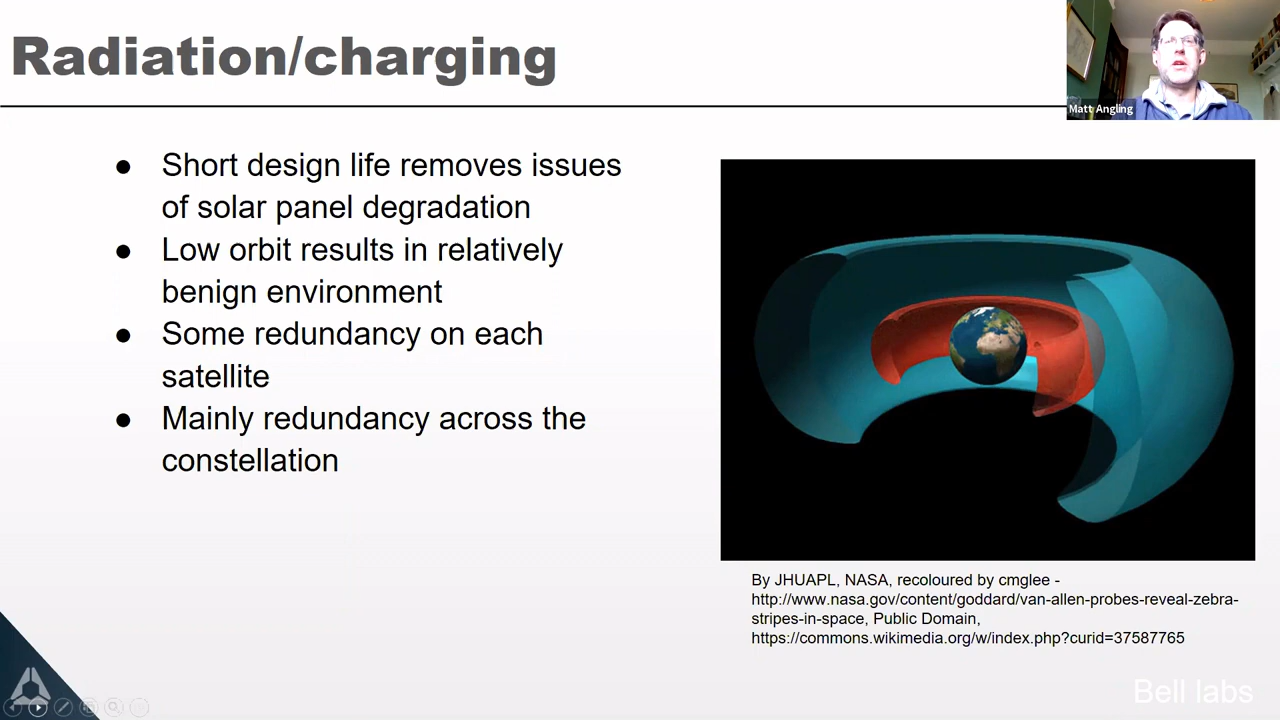 Radiation/charging
Matt Angling
● Short design life removes issues
of solar panel degradation
● Low orbit results in relatively
benign environment
● Some redundancy on each
satellite
● Mainly redundancy across the
constellation
By JHUAPL, NASA, recoloured by cmglee -
http://www.nasa.gov/content/goddard/van-allen-probes-reveal-zebra-
stripes-in-space, Public Domain,
https://commons.wikimedia.org/w/index.php?curid=37587765
Bell labs